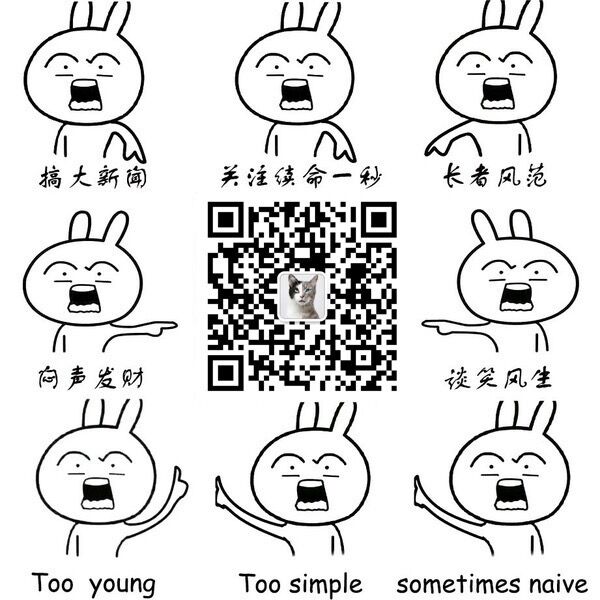 搞大新闻
关注续命一秒
长者风范
闷声发财
谈笑风生
Too young
Too simple
sometimes naive